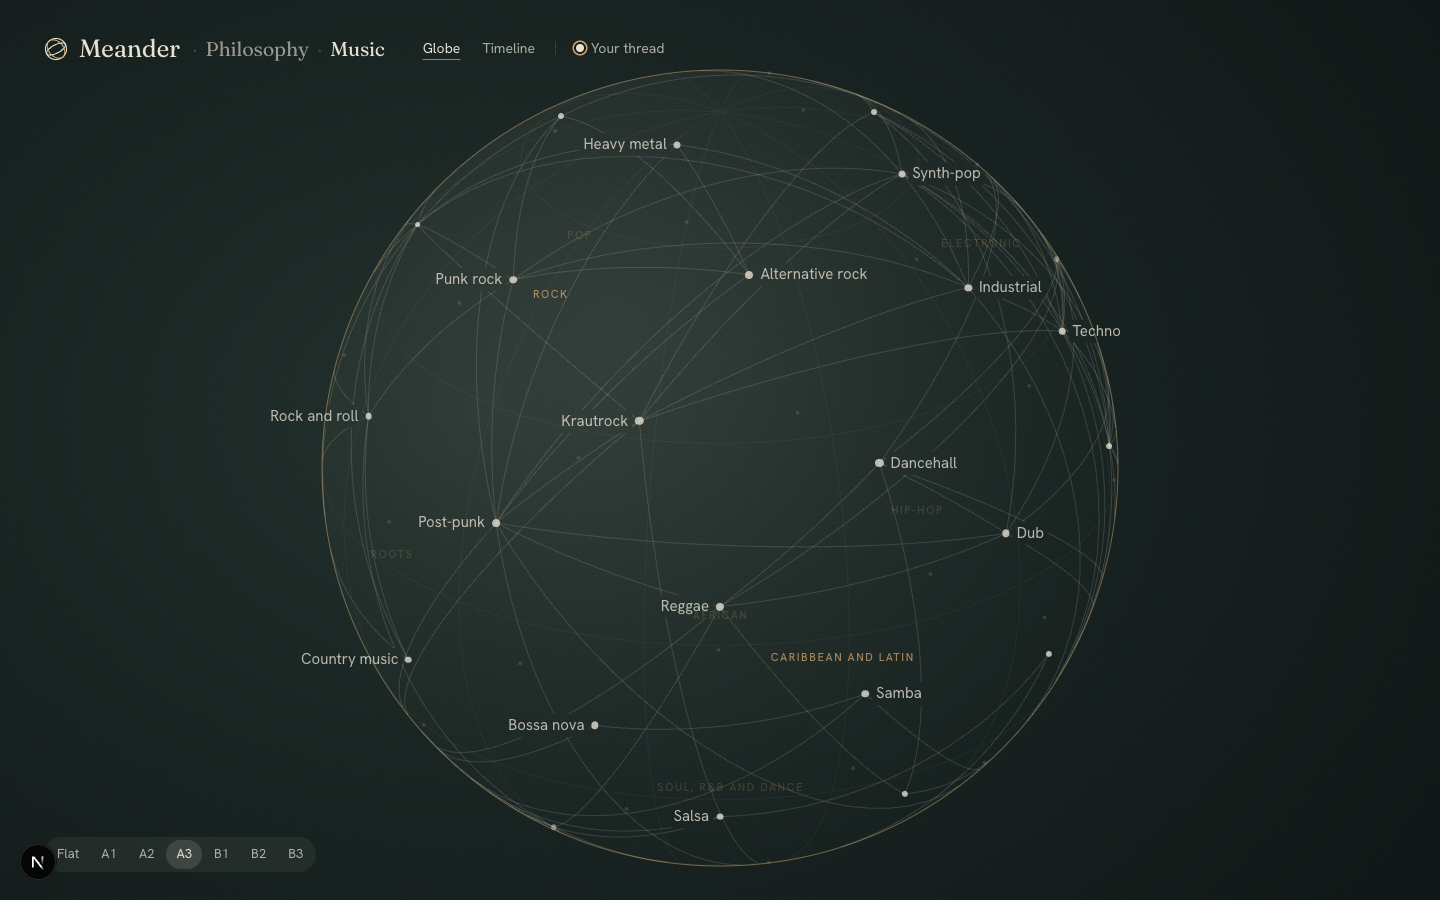 Meander · Philosophy · Music Globe Timeline Your thread
Heavy metal
Synth-pop
POP
ELECTRONIC
Punk rock
Alternative rock
ROCK
Industrial
Techno
Rock and roll
Krautrock
Dancehall
HIP-HOP
Post-punk
Dub
ROOTS
Reggae
AFRICAN
Country music
CARIBBEAN AND LATIN
Samba
Bossa nova
SOUL, R&B AND DANCE
Salsa
N Flat A1 A2 A3 B1 B2 B3